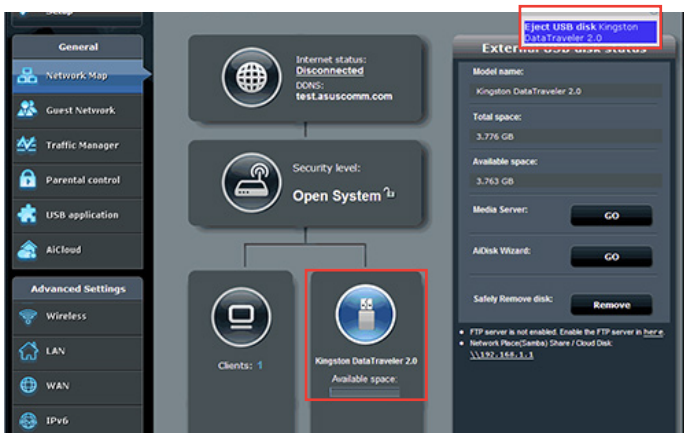 Setup
General
Network Map
Guest Network
Traffic Manager
Parental control
USB application
AiCloud
Advanced Settings
Wireless
LAN
WAN
IPv6
Internet status:
Disconnected
DDNS:
test.asuscomm.com
Security level:
Open System
Clients: 1
Kingston DataTraveler 2.0
Available space:
Eject USB disk Kingston
DataTraveler 2.0
External USB disk status
Model name:
Kingston DataTraveler 2.0
Total space:
3.776 GB
Available space:
3.763 GB
Media Server:
GO
AiDisk Wizard:
GO
Safely Remove disk:
Remove
FTP server is not enabled. Enable the FTP server in here.
Network Place(Samba) Share / Cloud Disk:
\\192.168.1.1